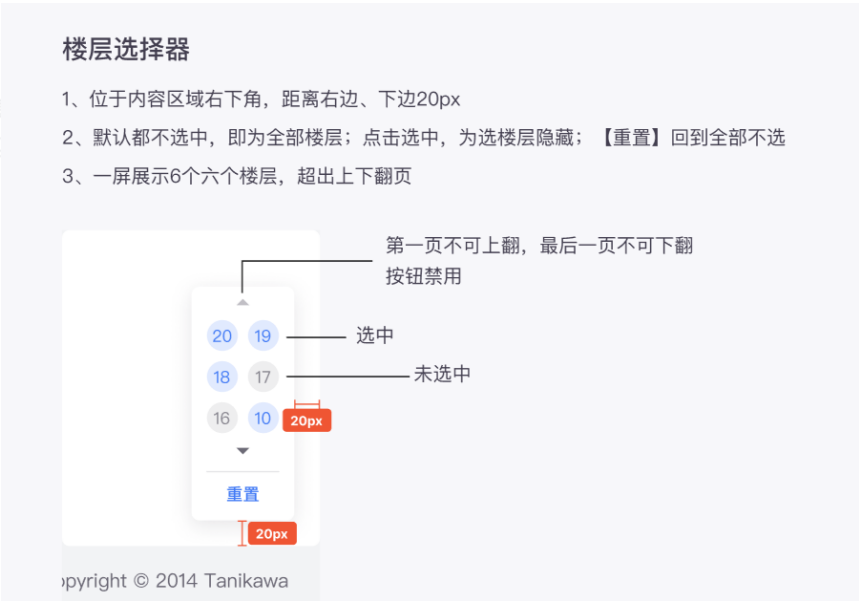 楼层选择器
1、位于内容区域右下角，距离右边、下边20px
2、默认都不选中，即为全部楼层；点击选中，为选楼层隐藏；【重置】回到全部不选
3、一屏展示6个六个楼层，超出上下翻页
第一页不可上翻，最后一页不可下翻
按钮禁用
20 19
选中
18 17
未选中
16 10
20px
重置
20px
opyright © 2014 Tanikawa